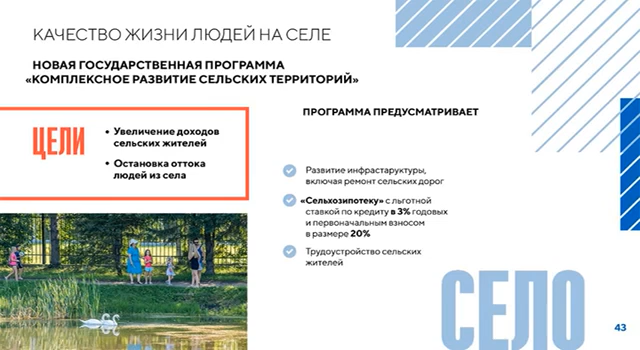 КАЧЕСТВО ЖИЗНИ ЛЮДЕЙ НА СЕЛЕ
НОВАЯ ГОСУДАРСТВЕННАЯ ПРОГРАММА
«КОМПЛЕКСНОЕ РАЗВИТИЕ СЕЛЬСКИХ ТЕРРИТОРИЙ»
ЦЕЛИ
• Увеличение доходов
сельских жителей
• Остановка оттока
людей из села
ПРОГРАММА ПРЕДУСМАТРИВАЕТ
Развитие инфрастаруктуры,
включая ремонт сельских дорог
«Сельхозипотеку» с льготной
ставкой по кредиту в 3% годовых
и первоначальным взносом
в размере 20%
Трудоустройство сельских
жителей
СЕЛО
43